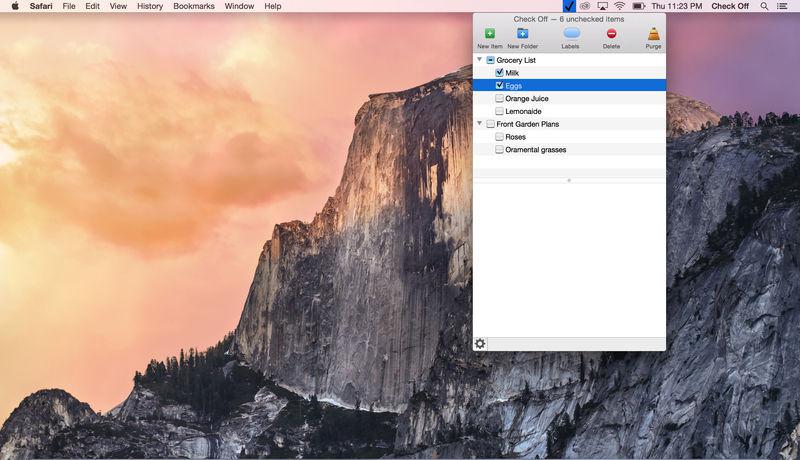 Safari File Edit View History Bookmarks Window Help Thu 11:23 PM Check Off
Check Off — 6 unchecked items
New Item New Folder Labels Delete Purge
Grocery List
Milk
Eggs
Orange Juice
Lemonaide
Front Garden Plans
Roses
Oramental grasses